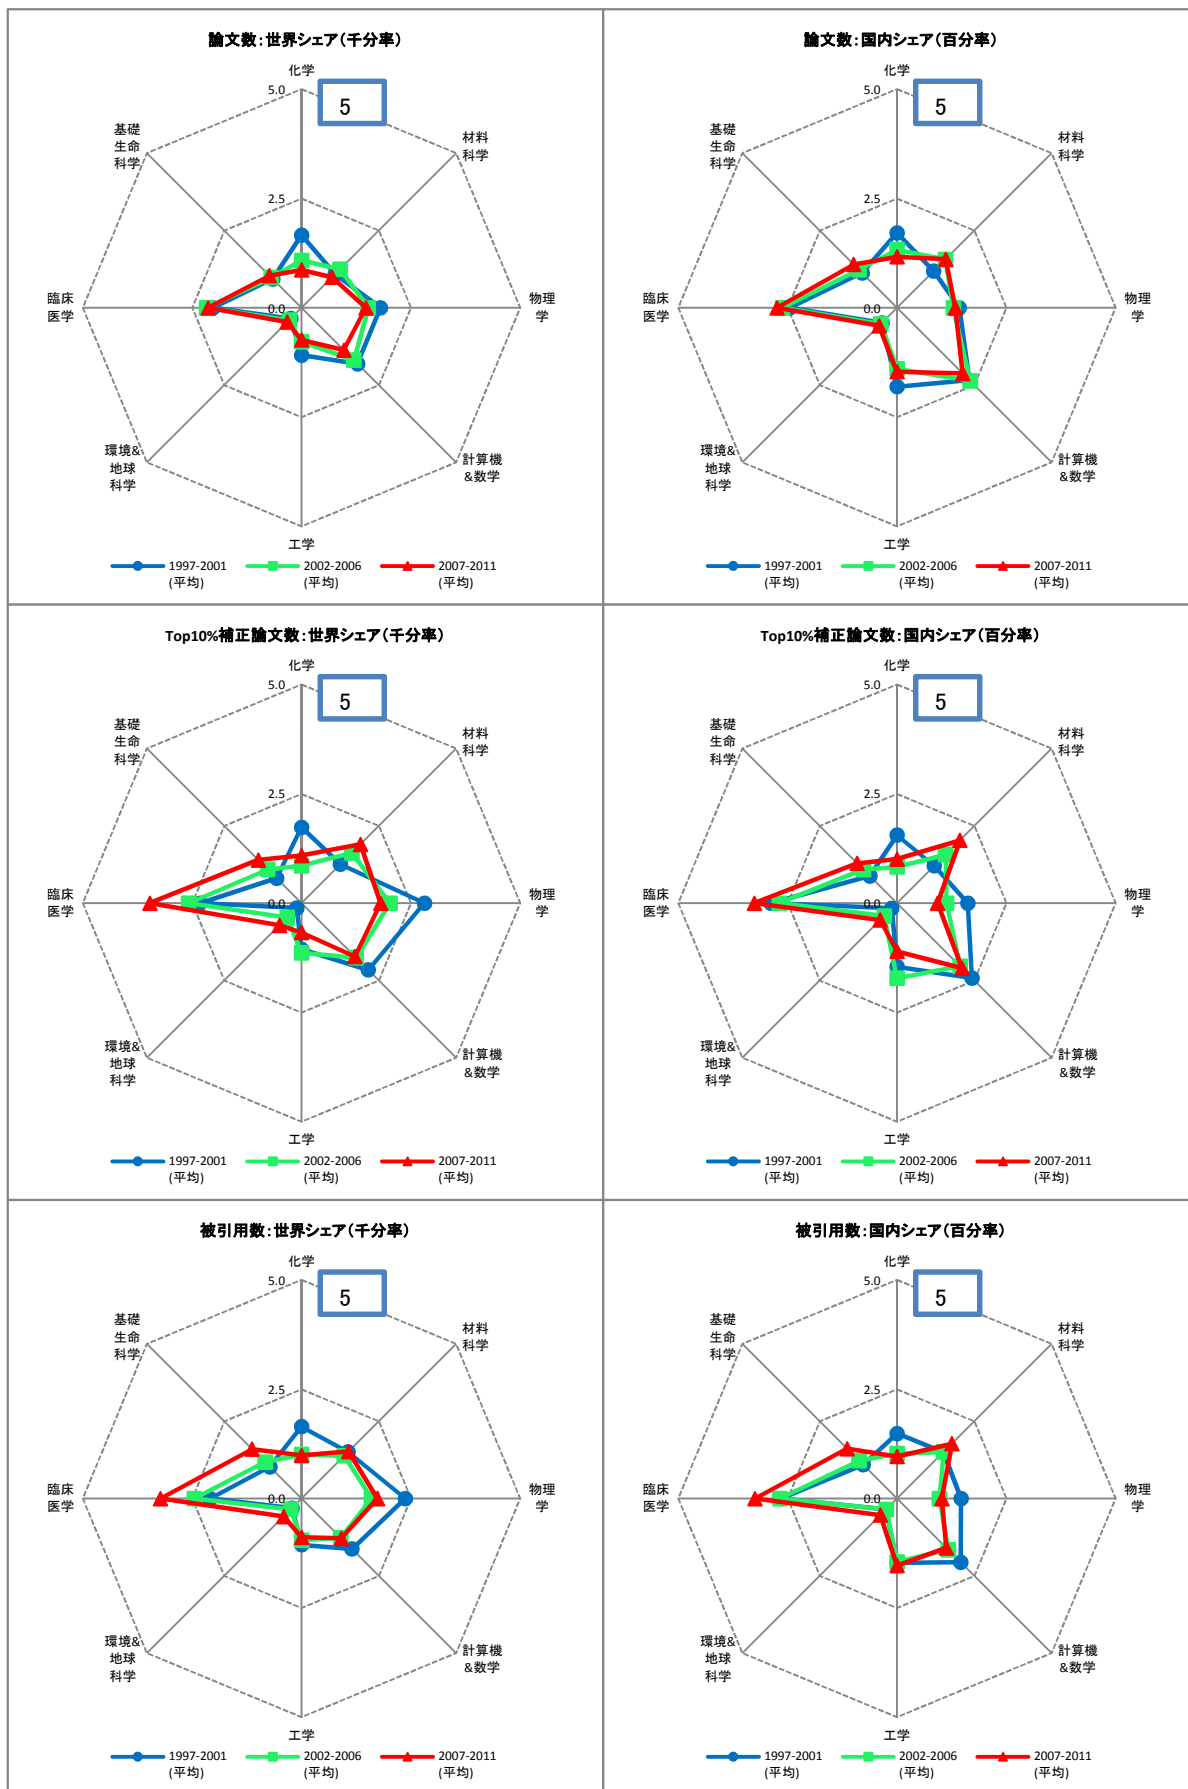 論文数：世界シェア（千分率）
化学
5.0
5
基礎
生命
科学
材料
科学
2.5
臨床
医学
0.0
物理
学
環境&
地球
科学
計算機
&数学
工学
1997-2001
(平均)
2002-2006
(平均)
2007-2011
(平均)
論文数：国内シェア（百分率）
化学
5.0
5
基礎
生命
科学
材料
科学
2.5
臨床
医学
0.0
物理
学
環境&
地球
科学
計算機
&数学
工学
1997-2001
(平均)
2002-2006
(平均)
2007-2011
(平均)
Top10%補正論文数：世界シェア（千分率）
化学
5.0
5
基礎
生命
科学
材料
科学
2.5
臨床
医学
0.0
物理
学
環境&
地球
科学
計算機
&数学
工学
1997-2001
(平均)
2002-2006
(平均)
2007-2011
(平均)
Top10%補正論文数：国内シェア（百分率）
化学
5.0
5
基礎
生命
科学
材料
科学
2.5
臨床
医学
0.0
物理
学
環境&
地球
科学
計算機
&数学
工学
1997-2001
(平均)
2002-2006
(平均)
2007-2011
(平均)
被引用数：世界シェア（千分率）
化学
5.0
5
基礎
生命
科学
材料
科学
2.5
臨床
医学
0.0
物理
学
環境&
地球
科学
計算機
&数学
工学
1997-2001
(平均)
2002-2006
(平均)
2007-2011
(平均)
被引用数：国内シェア（百分率）
化学
5.0
5
基礎
生命
科学
材料
科学
2.5
臨床
医学
0.0
物理
学
環境&
地球
科学
計算機
&数学
工学
1997-2001
(平均)
2002-2006
(平均)
2007-2011
(平均)